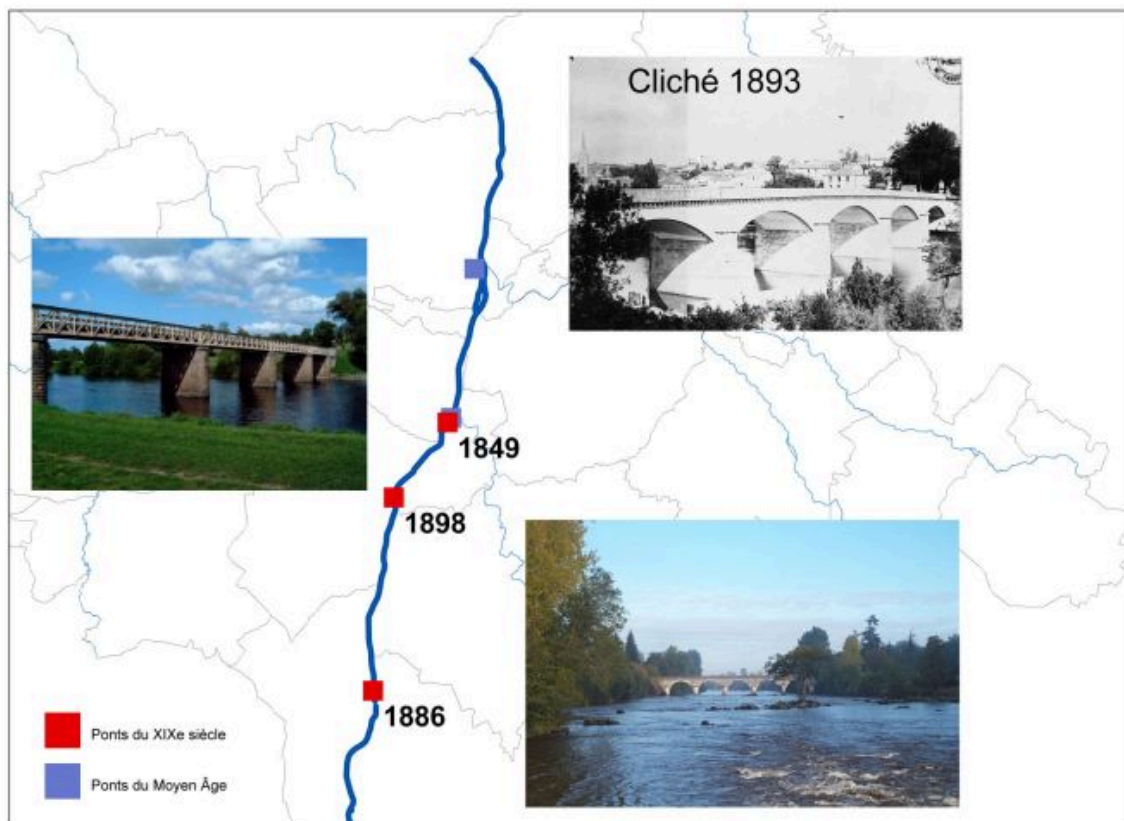 Cliché 1893
1849
1898
1886
Ponts du XIXe siècle
Ponts du Moyen Âge